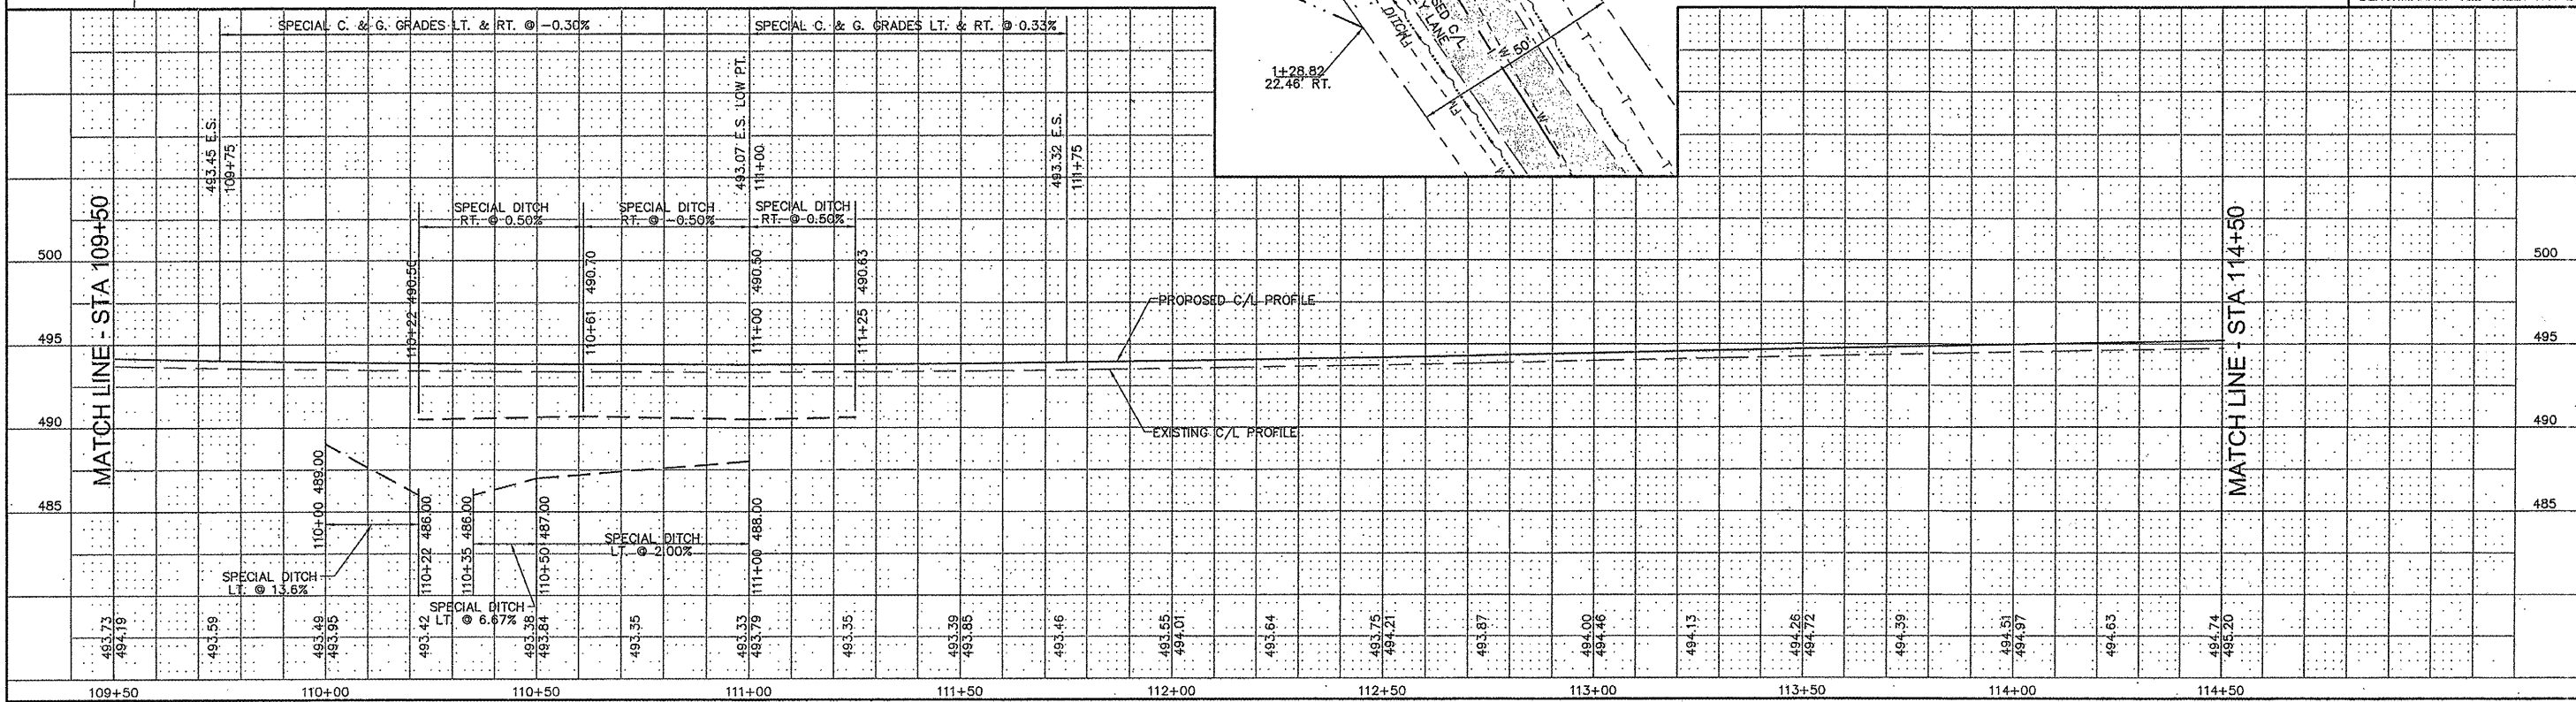 SPECIAL C. & G. GRADES LT. & RT. @ -0.30%
SPECIAL C. & G. GRADES LT. & RT. @ 0.33%
DITCH
FM
C/L
LANE
W
50'
T
T
T
FM
W
W
T
1+28.82
22.46' RT.
493.45 E.S.
109+75
493.07 E.S. LOW PT.
111+00
493.32 E.S.
111+75
MATCH LINE - STA 109+50
MATCH LINE - STA 114+50
SPECIAL DITCH
RT. @ 0.50%
SPECIAL DITCH
RT. @ -0.50%
SPECIAL DITCH
RT. @ 0.50%
110+22 490.50
110+61 490.70
111+00 490.50
111+25 490.63
500
500
495
495
490
490
485
485
PROPOSED C/L PROFILE
EXISTING C/L PROFILE
110+00 489.00
110+22 486.00
110+35 486.00
110+50 487.00
111+00 488.00
SPECIAL DITCH
LT. @ 2.00%
SPECIAL DITCH
LT. @ 13.6%
SPECIAL DITCH
LT. @ 6.67%
493.73
494.19
493.59
493.49
493.95
493.42
493.38
493.84
493.35
493.33
493.79
493.35
493.39
493.85
493.46
493.55
494.01
493.64
493.75
494.21
493.87
494.00
494.46
494.13
494.26
494.72
494.39
494.51
494.97
494.63
494.74
495.20
109+50
110+00
110+50
111+00
111+50
112+00
112+50
113+00
113+50
114+00
114+50